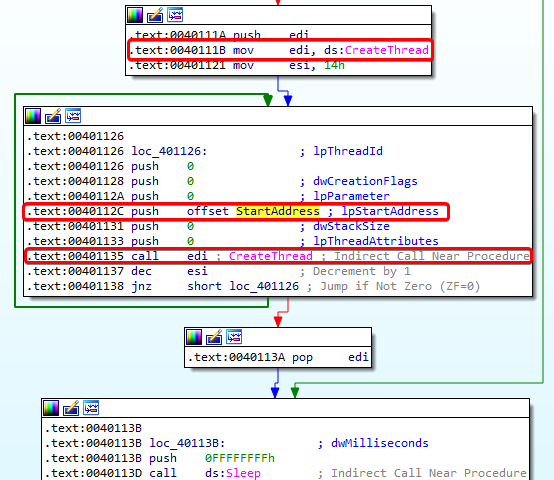 .text:0040111A push    edi
.text:0040111B mov     edi, ds:CreateThread
.text:00401121 mov     esi, 14h
.text:00401126
.text:00401126 loc_401126:             ; lpThreadId
.text:00401126 push    0
.text:00401128 push    0               ; dwCreationFlags
.text:0040112A push    0               ; lpParameter
.text:0040112C push    offset StartAddress ; lpStartAddress
.text:00401131 push    0               ; dwStackSize
.text:00401133 push    0               ; lpThreadAttributes
.text:00401135 call    edi ; CreateThread ; Indirect Call Near Procedure
.text:00401137 dec     esi             ; Decrement by 1
.text:00401138 jnz     short loc_401126 ; Jump if Not Zero (ZF=0)
.text:0040113A pop     edi
.text:0040113B
.text:0040113B loc_40113B:             ; dwMilliseconds
.text:0040113B push    0FFFFFFFFh
.text:0040113D call    ds:Sleep        ; Indirect Call Near Procedure